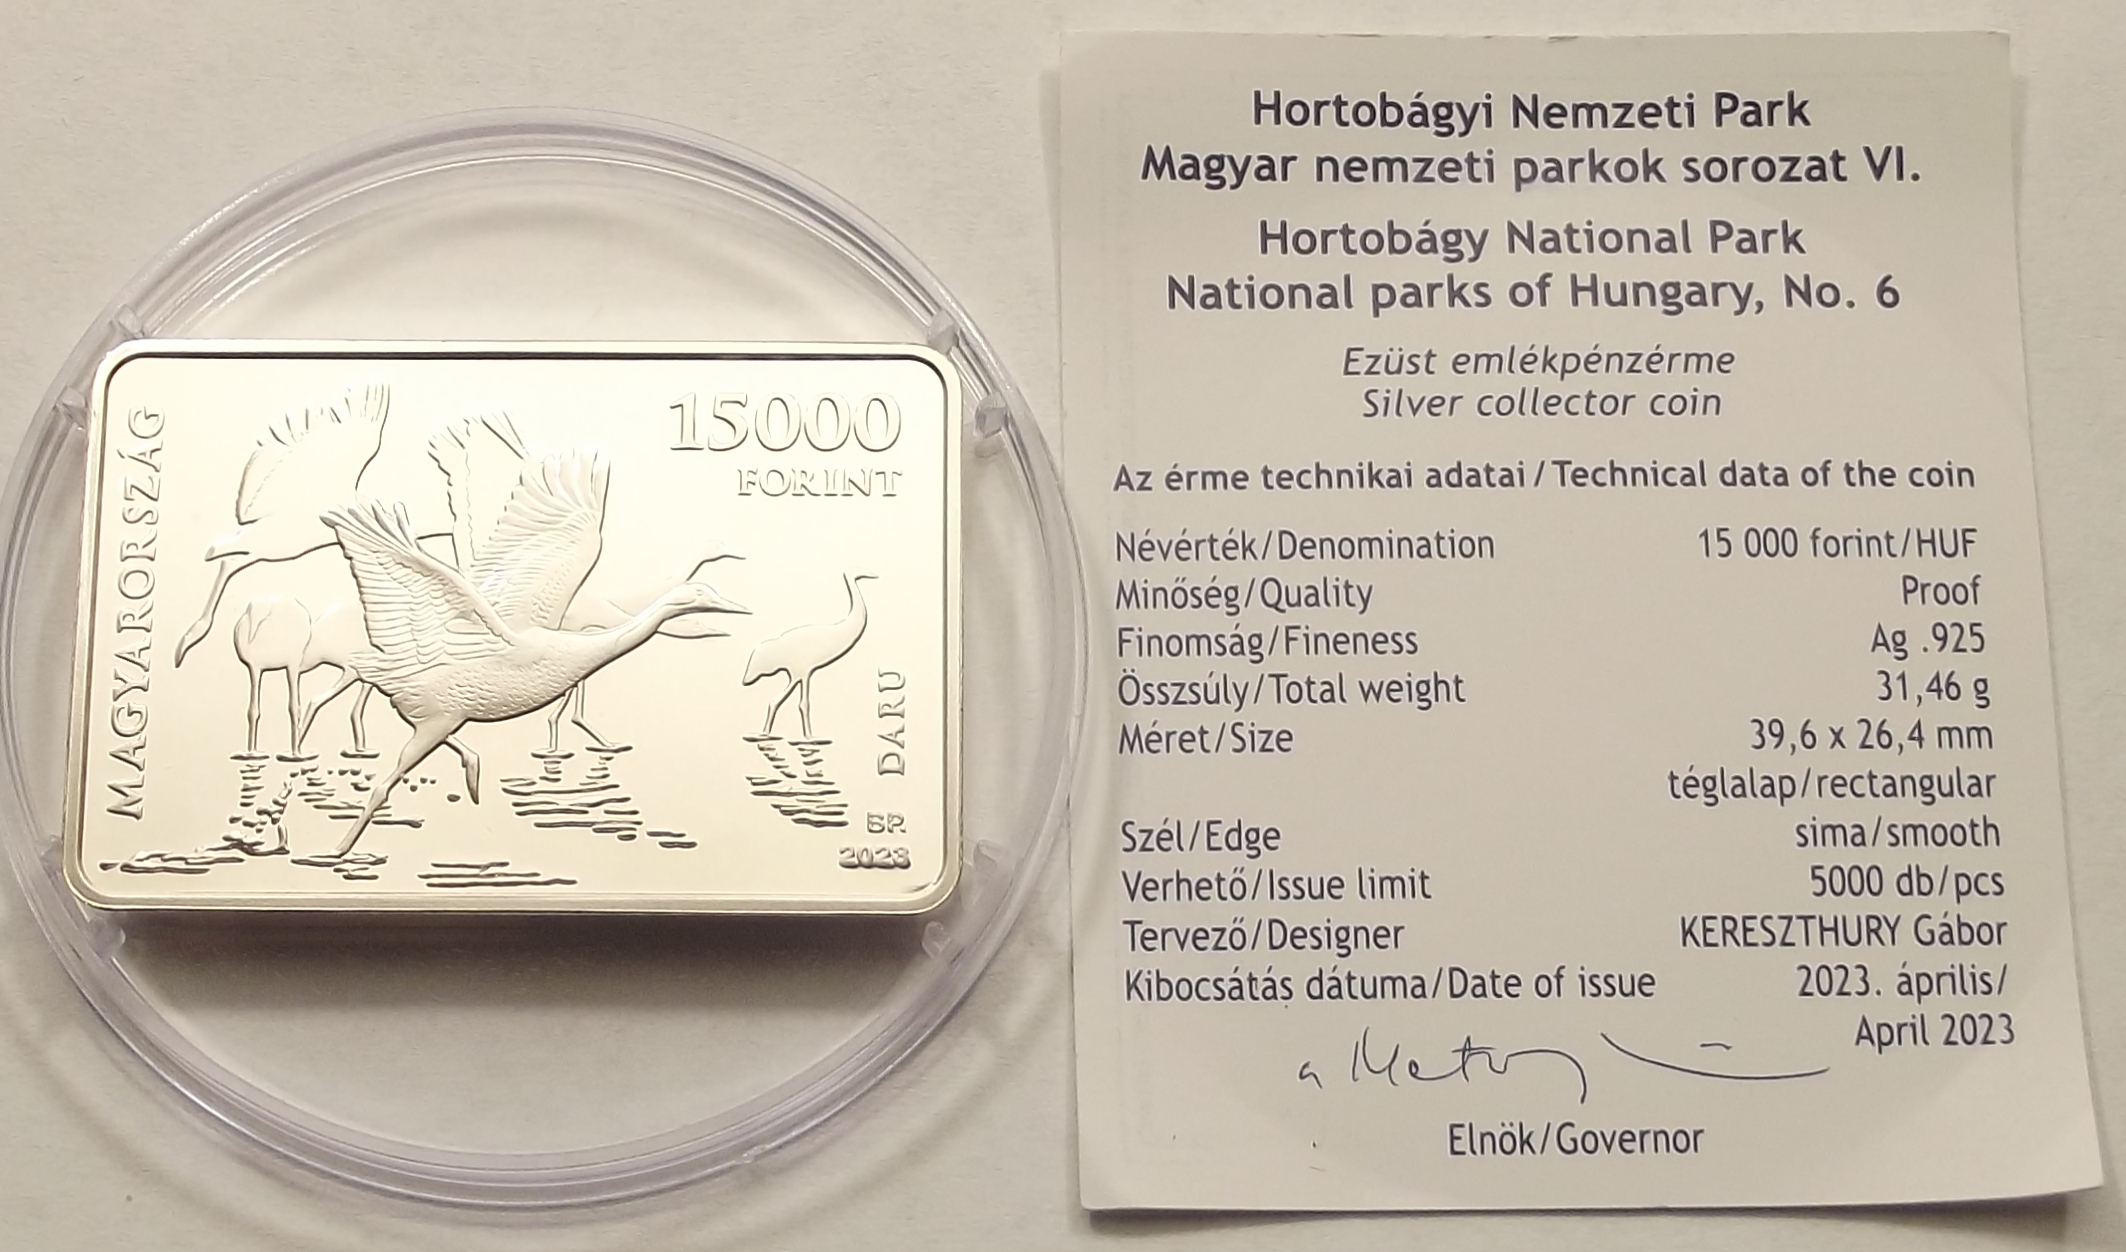 MAGYARORSZÁG
15000
FORINT
DARU
BP.
2023
Hortobágyi Nemzeti Park
Magyar nemzeti parkok sorozat VI.
Hortobágy National Park
National parks of Hungary, No. 6
Ezüst emlékpénzérme
Silver collector coin
Az érme technikai adatai / Technical data of the coin
Névérték/Denomination 15 000 forint/HUF
Minőség/Quality Proof
Finomság/Fineness Ag .925
Összsúly/Total weight 31,46 g
Méret/Size 39,6 x 26,4 mm
téglalap/rectangular
Szél/Edge sima/smooth
Verhető/Issue limit 5000 db/pcs
Tervező/Designer KERESZTHURY Gábor
Kibocsátás dátuma/Date of issue 2023. április/
April 2023
Elnök/Governor